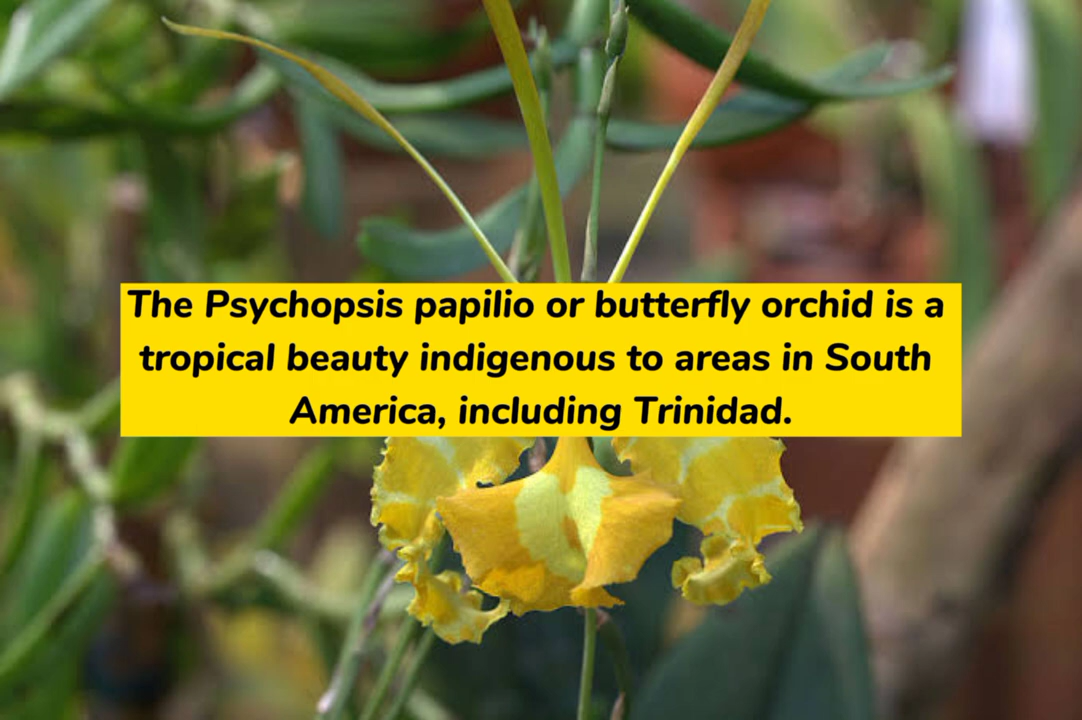 The Psychopsis papilio or butterfly orchid is a
tropical beauty indigenous to areas in South
America, including Trinidad.